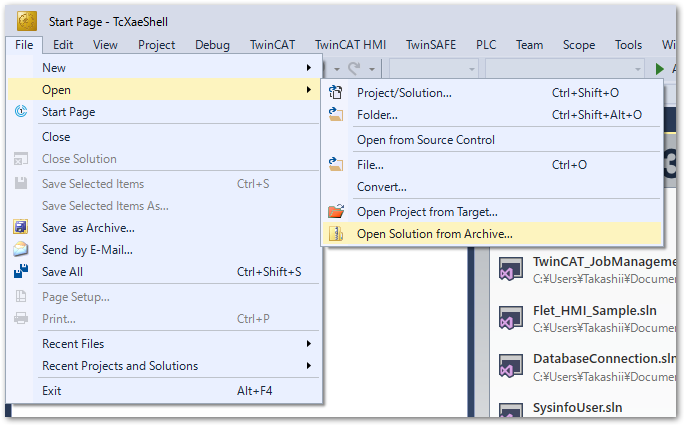 Start Page - TcXaeShell
File Edit View Project Debug TwinCAT TwinCAT HMI TwinSAFE PLC Team Scope Tools
New
Open
Start Page
Close
Close Solution
Save Selected Items Ctrl+S
Save Selected Items As...
Save as Archive...
Send by E-Mail...
Save All Ctrl+Shift+S
Page Setup...
Print... Ctrl+P
Recent Files
Recent Projects and Solutions
Exit Alt+F4
Project/Solution... Ctrl+Shift+O
Folder... Ctrl+Shift+Alt+O
Open from Source Control
File... Ctrl+O
Convert...
Open Project from Target...
Open Solution from Archive...
TwinCAT_JobManageme
C:¥Users¥Takashii¥Documen
Flet_HMI_Sample.sln
C:¥Users¥Takashii¥Documen
DatabaseConnection.sln
C:¥Users¥Takashii¥Documen
SysinfoUser.sln